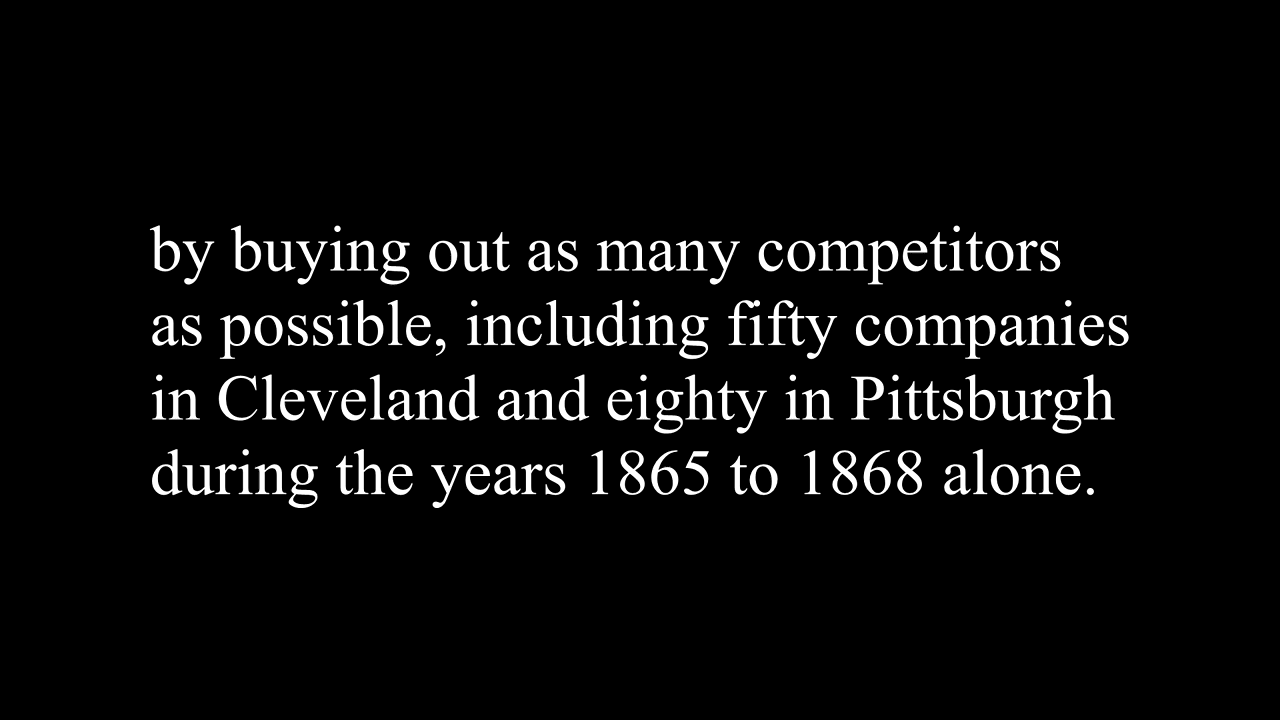 by buying out as many competitors
as possible, including fifty companies
in Cleveland and eighty in Pittsburgh
during the years 1865 to 1868 alone.